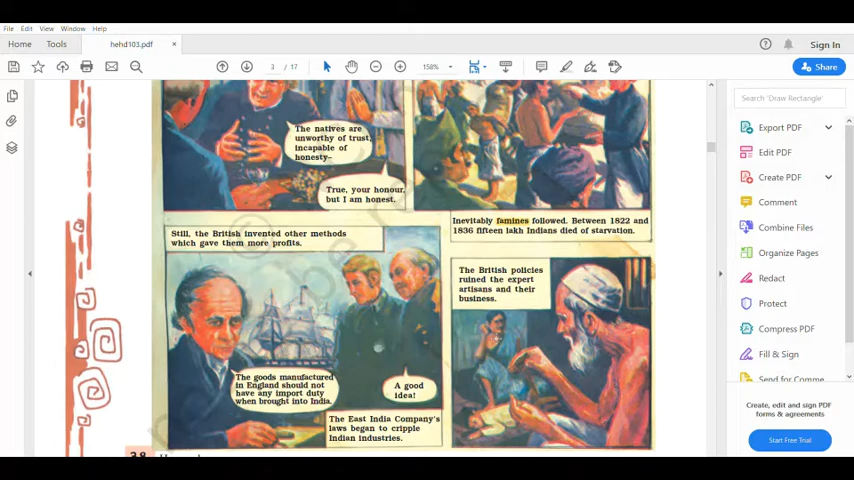 File Edit View Window Help
Home Tools hehd103.pdf × Sign In
3 / 17 158% Share
The natives are
unworthy of trust,
incapable of
honesty–
True, your honour,
but I am honest.
Inevitably famines followed. Between 1822 and
1836 fifteen lakh Indians died of starvation.
Still, the British invented other methods
which gave them more profits.
The goods manufactured
in England should not
have any import duty
when brought into India.
A good
idea!
The East India Company's
laws began to cripple
Indian industries.
The British policies
ruined the expert
artisans and their
business.
38
Search 'Draw Rectangle'
Export PDF
Edit PDF
Create PDF
Comment
Combine Files
Organize Pages
Redact
Protect
Compress PDF
Fill & Sign
Send for Comme
Create, edit and sign PDF
forms & agreements
Start Free Trial